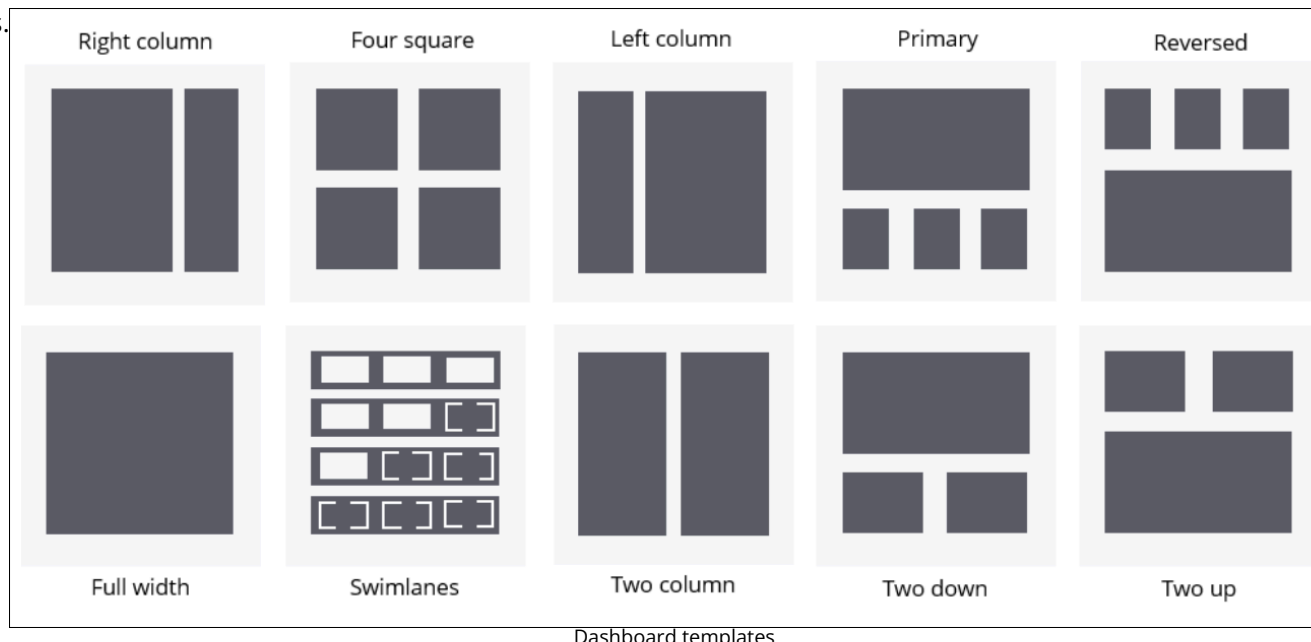 s.
Right column
Four square
Left column
Primary
Reversed
Full width
Swimlanes
Two column
Two down
Two up
Dashboard templates